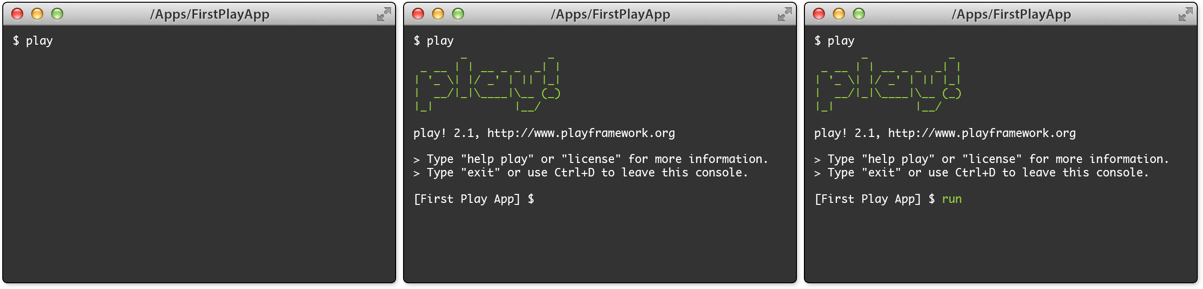 /Apps/FirstPlayApp
$ play
/Apps/FirstPlayApp
$ play
play!
play! 2.1, http://www.playframework.org
> Type "help play" or "license" for more information.
> Type "exit" or use Ctrl+D to leave this console.
[First Play App] $
/Apps/FirstPlayApp
$ play
play!
play! 2.1, http://www.playframework.org
> Type "help play" or "license" for more information.
> Type "exit" or use Ctrl+D to leave this console.
[First Play App] $ run